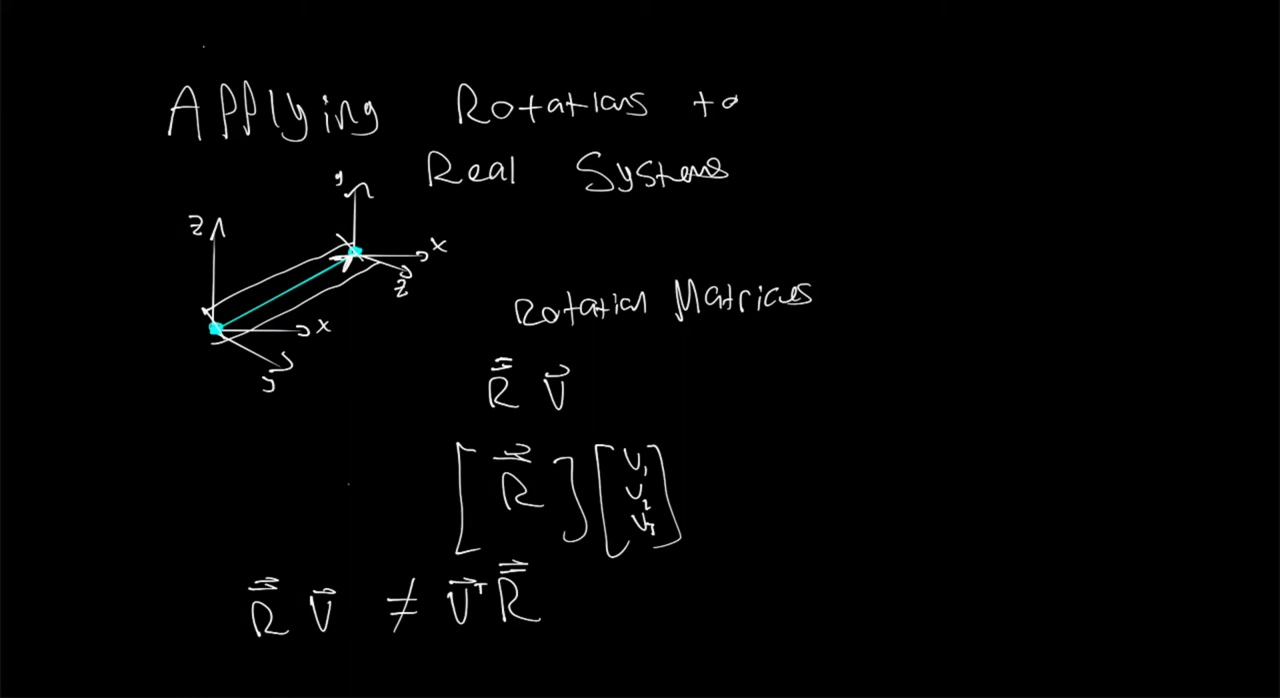 Applying Rotations to
Real Systems
y
z
x
z
x
y
Rotation Matrices
R⃗ V⃗
[ R⃗ ] [ V₁
V₂
V₃ ]
R⃗ V⃗ ≠ V⃗ᵀ R⃗